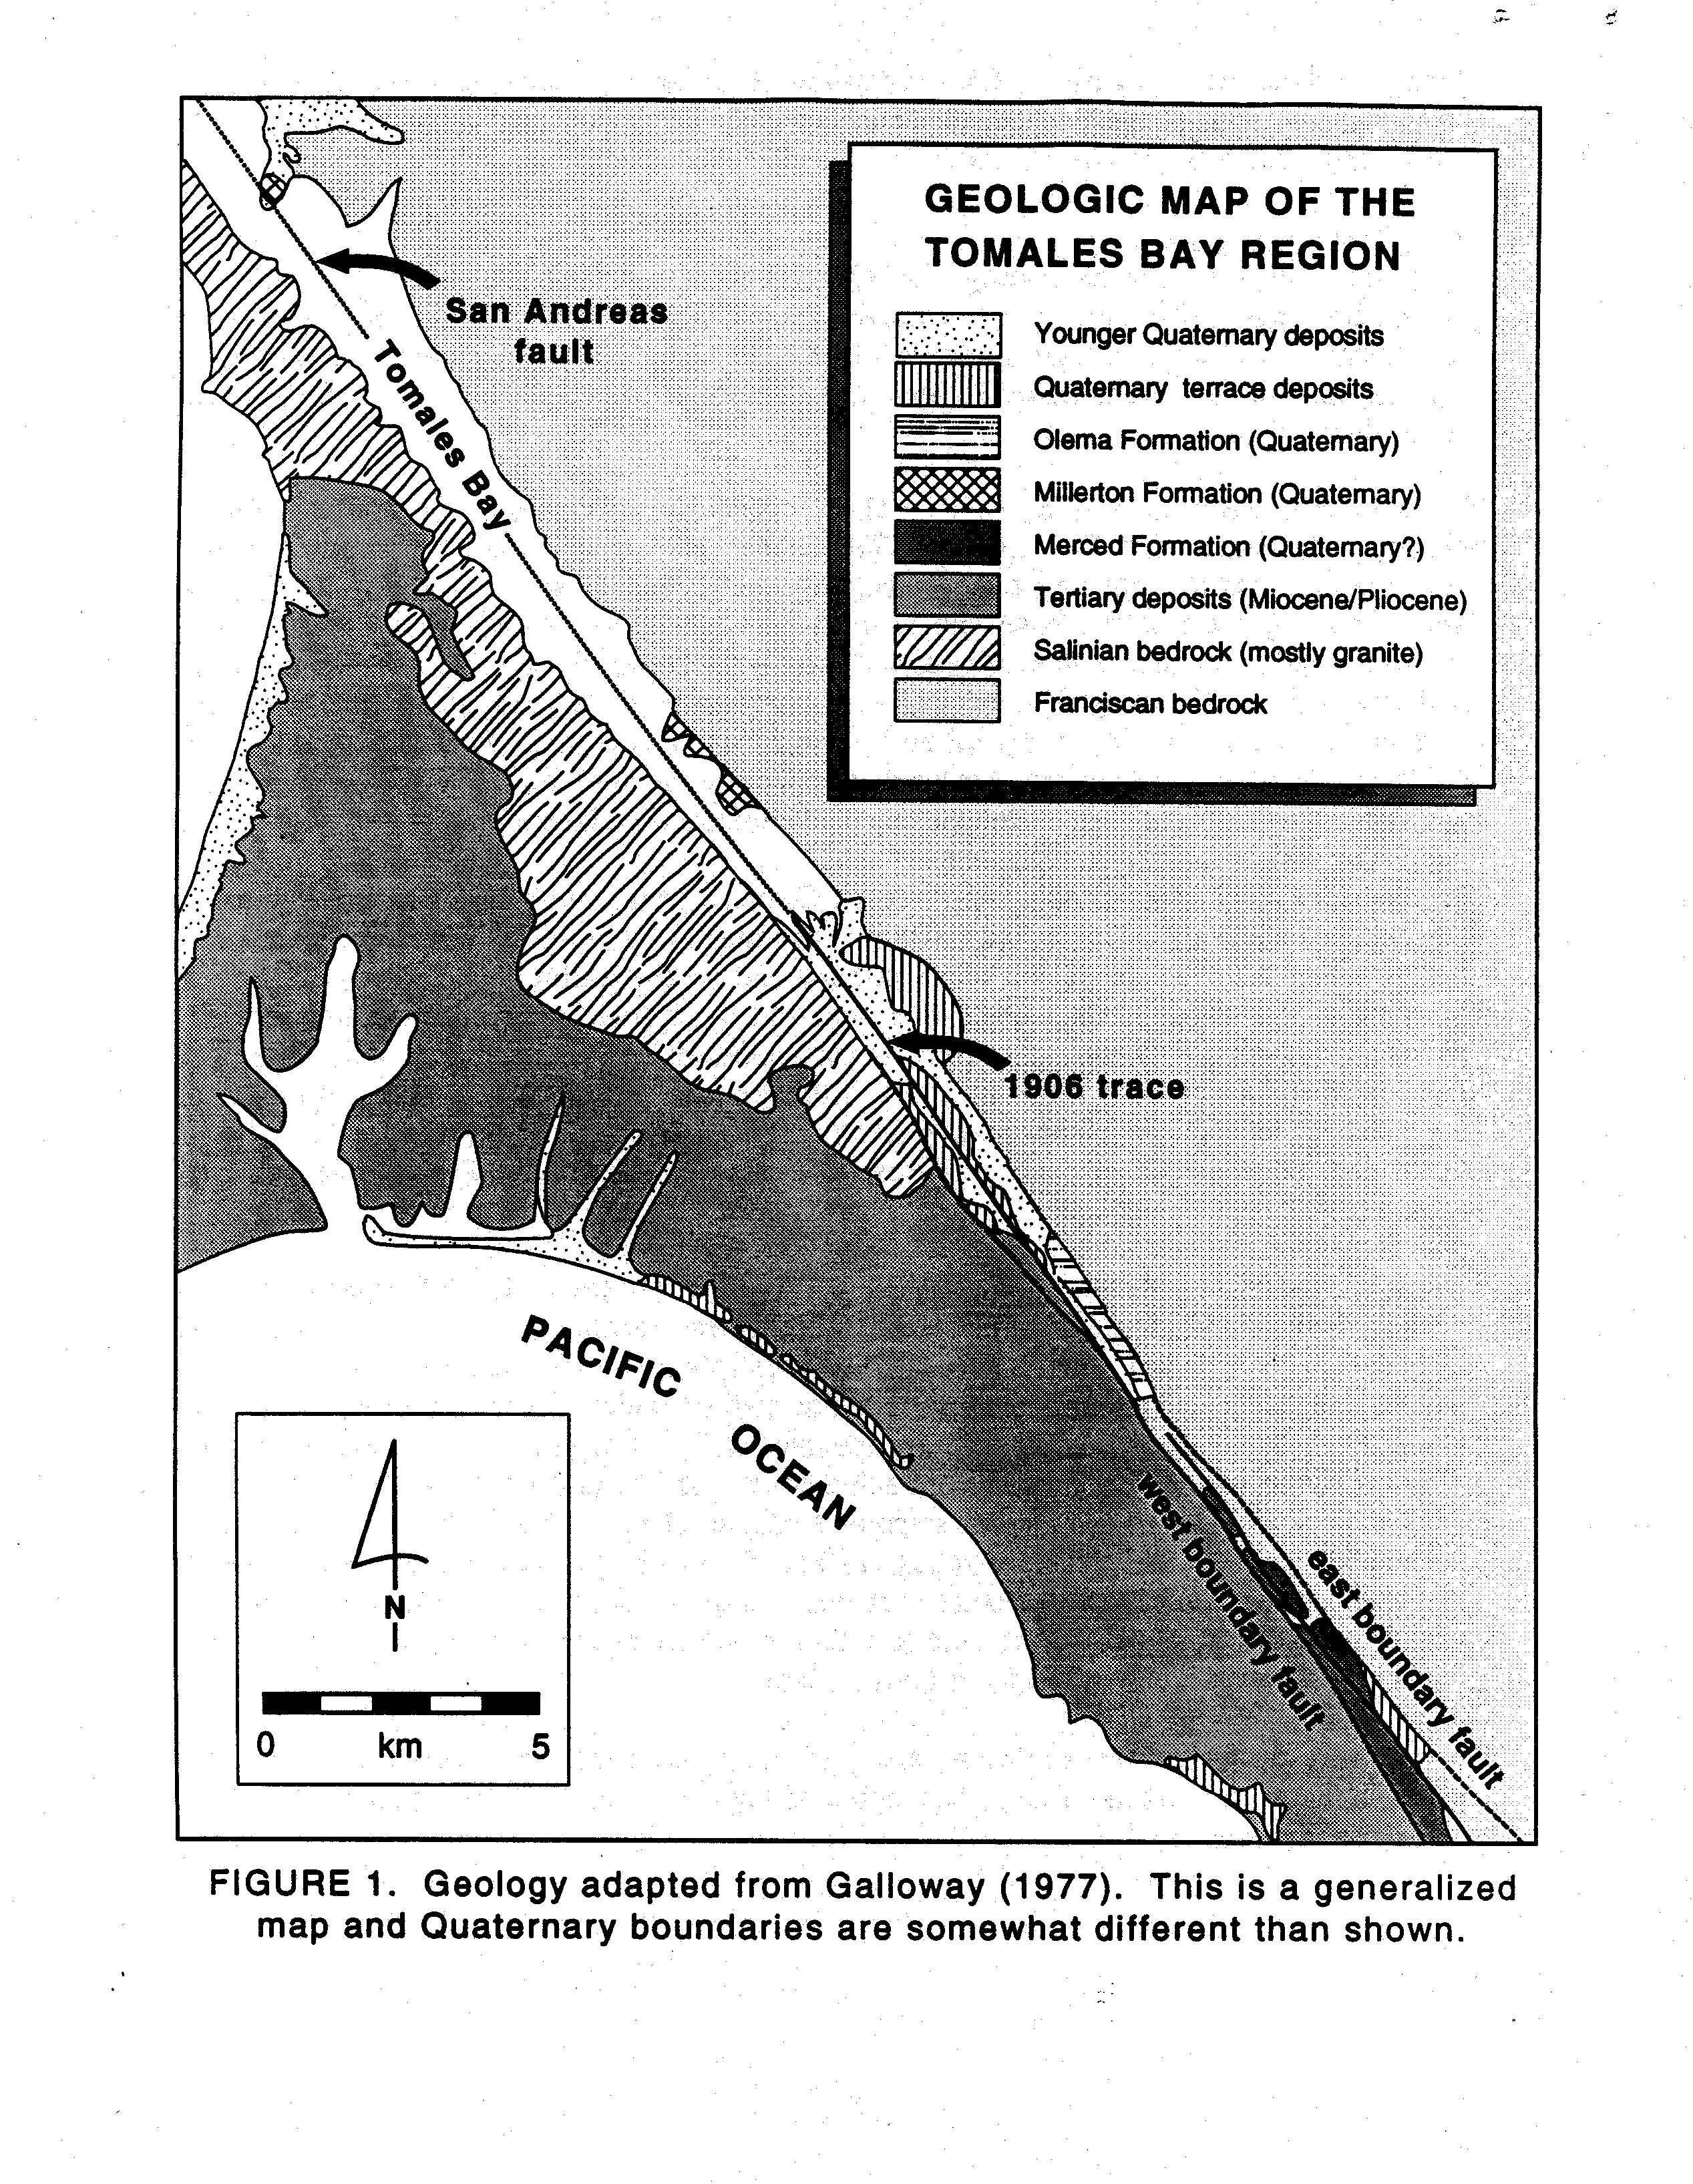 GEOLOGIC MAP OF THE
TOMALES BAY REGION
Younger Quaternary deposits
Quaternary terrace deposits
Olema Formation (Quaternary)
Millerton Formation (Quaternary)
Merced Formation (Quaternary?)
Tertiary deposits (Miocene/Pliocene)
Salinian bedrock (mostly granite)
Franciscan bedrock
San Andreas
fault
Tomales Bay
1906 trace
PACIFIC
OCEAN
west boundary fault
east boundary fault
N
0 km 5
FIGURE 1. Geology adapted from Galloway (1977). This is a generalized
map and Quaternary boundaries are somewhat different than shown.